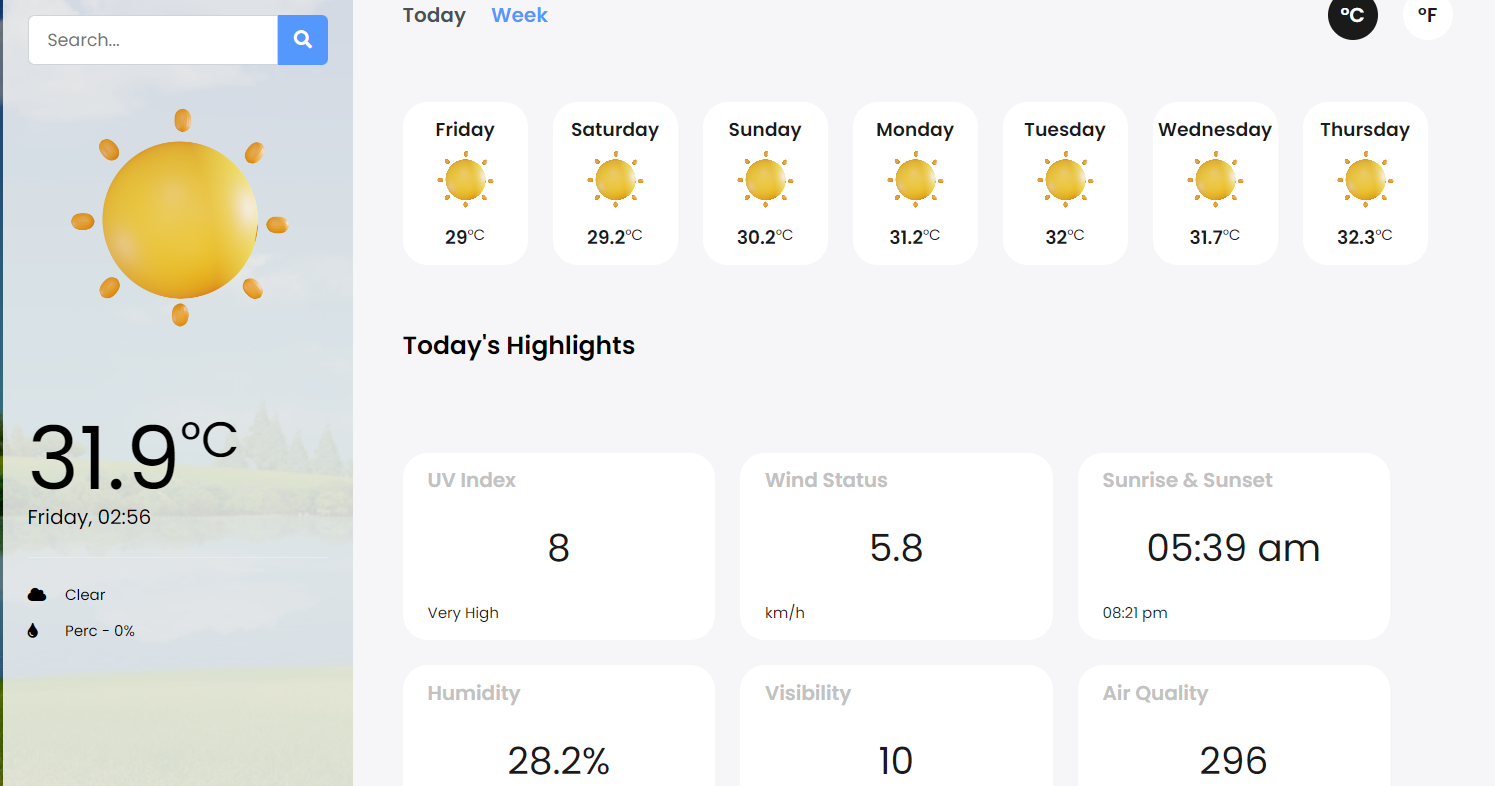 Search...
31.9°C
Friday, 02:56
Clear
Perc - 0%
Today Week
°C °F
Friday Saturday Sunday Monday Tuesday Wednesday Thursday
29°C 29.2°C 30.2°C 31.2°C 32°C 31.7°C 32.3°C
Today's Highlights
UV Index
8
Very High
Wind Status
5.8
km/h
Sunrise & Sunset
05:39 am
08:21 pm
Humidity
28.2%
Visibility
10
Air Quality
296